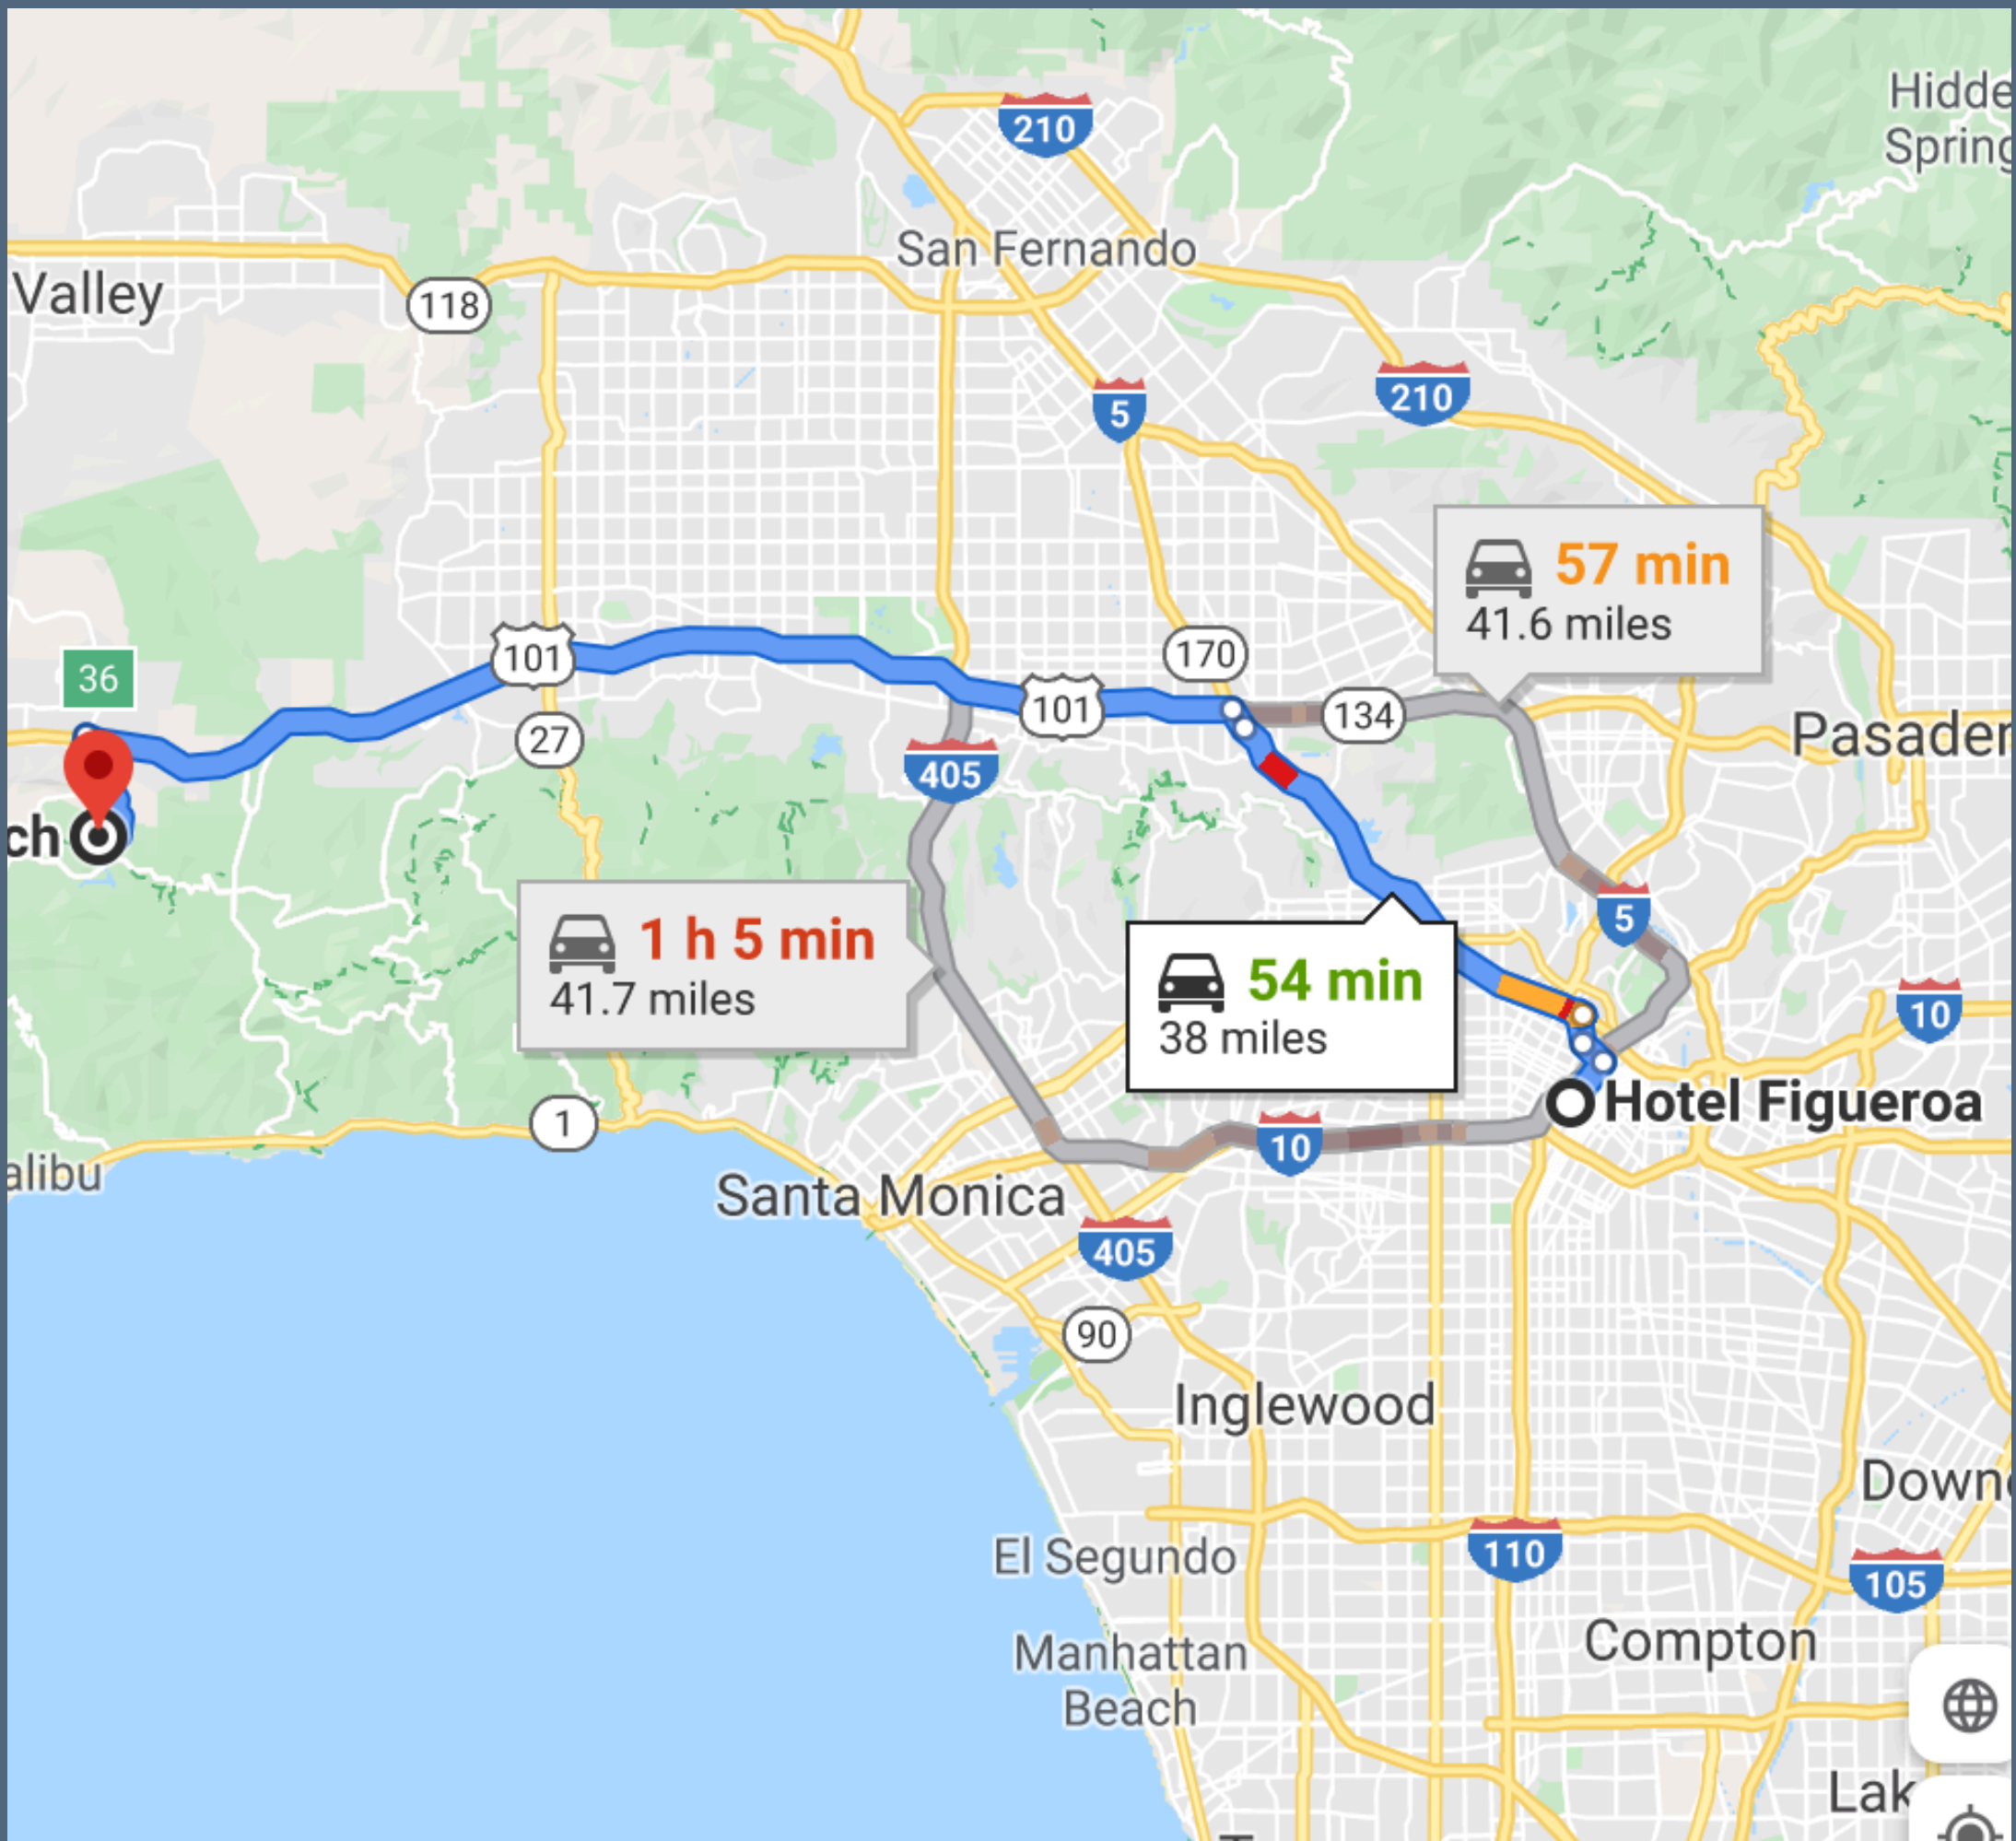 Hidde
Spring
210
San Fernando
Valley
118
5
210
57 min
41.6 miles
101
170
36
101
134
27
Pasaden
405
ch
5
1 h 5 min
41.7 miles
54 min
38 miles
10
Hotel Figueroa
1
10
alibu
Santa Monica
405
90
Inglewood
Downe
El Segundo
110
105
Compton
Manhattan
Beach
Lak